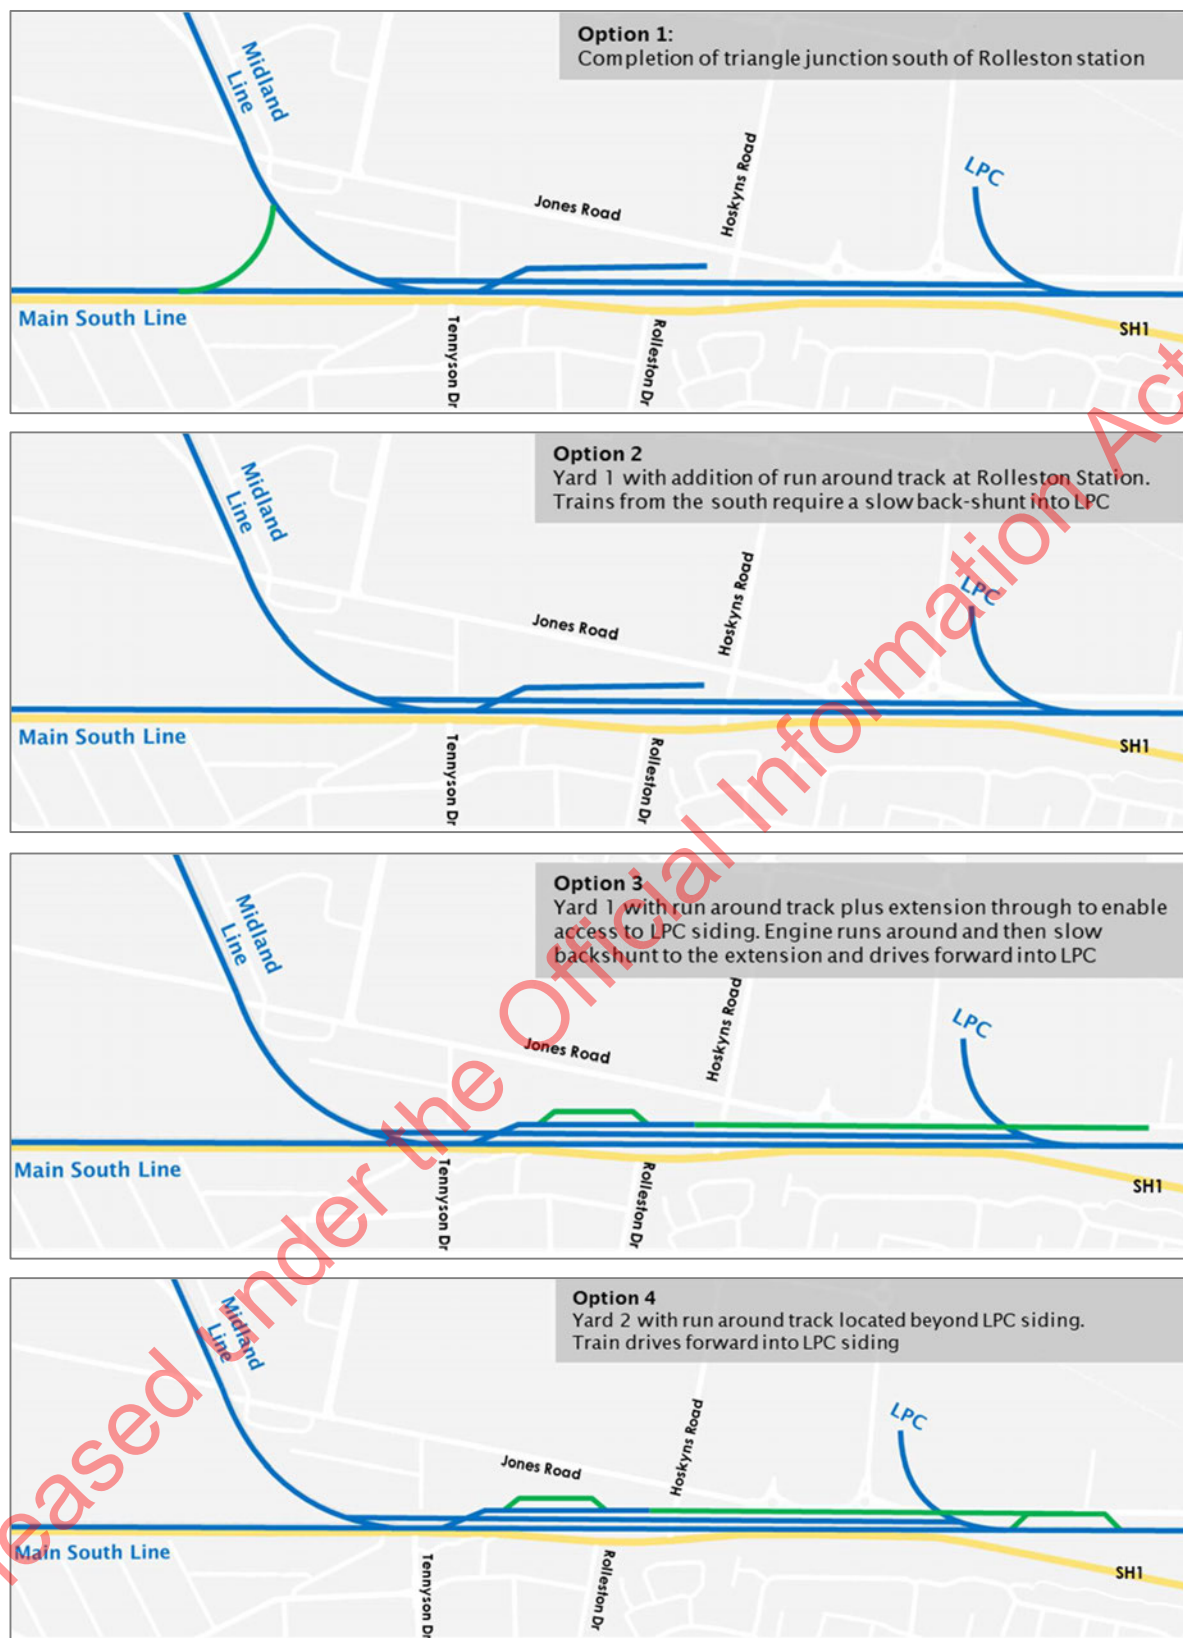 Option 1:
Completion of triangle junction south of Rolleston station
Midland
Line
Hoskyns Road
LPC
Jones Road
Main South Line
Tennyson Dr
Rolleston Dr
SH1
Option 2
Yard 1 with addition of run around track at Rolleston Station.
Trains from the south require a slow back-shunt into LPC
Midland
Line
Hoskyns Road
LPC
Jones Road
Main South Line
Tennyson Dr
Rolleston Dr
SH1
Option 3
Yard 1 with run around track plus extension through to enable
access to LPC siding. Engine runs around and then slow
backshunt to the extension and drives forward into LPC
Midland
Line
Hoskyns Road
LPC
Jones Road
Main South Line
Tennyson Dr
Rolleston Dr
SH1
Option 4
Yard 2 with run around track located beyond LPC siding.
Train drives forward into LPC siding
Midland
Line
Hoskyns Road
LPC
Jones Road
Main South Line
Tennyson Dr
Rolleston Dr
SH1
eased under the Official Information Act